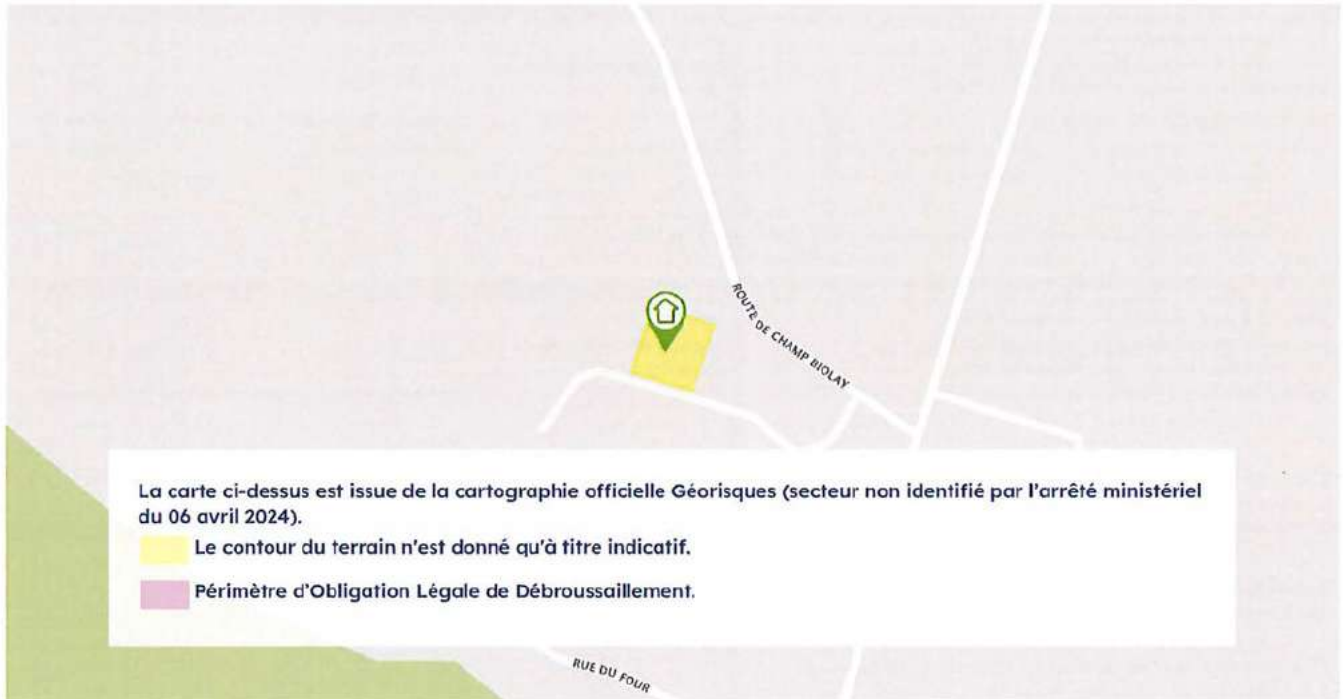 ROUTE DE CHAMP BIOLAY
La carte ci-dessus est issue de la cartographie officielle Géorisques (secteur non identifié par l'arrêté ministériel
du 06 avril 2024).
Le contour du terrain n'est donné qu'à titre indicatif.
Périmètre d'Obligation Légale de Débroussaillement.
RUE DU FOUR